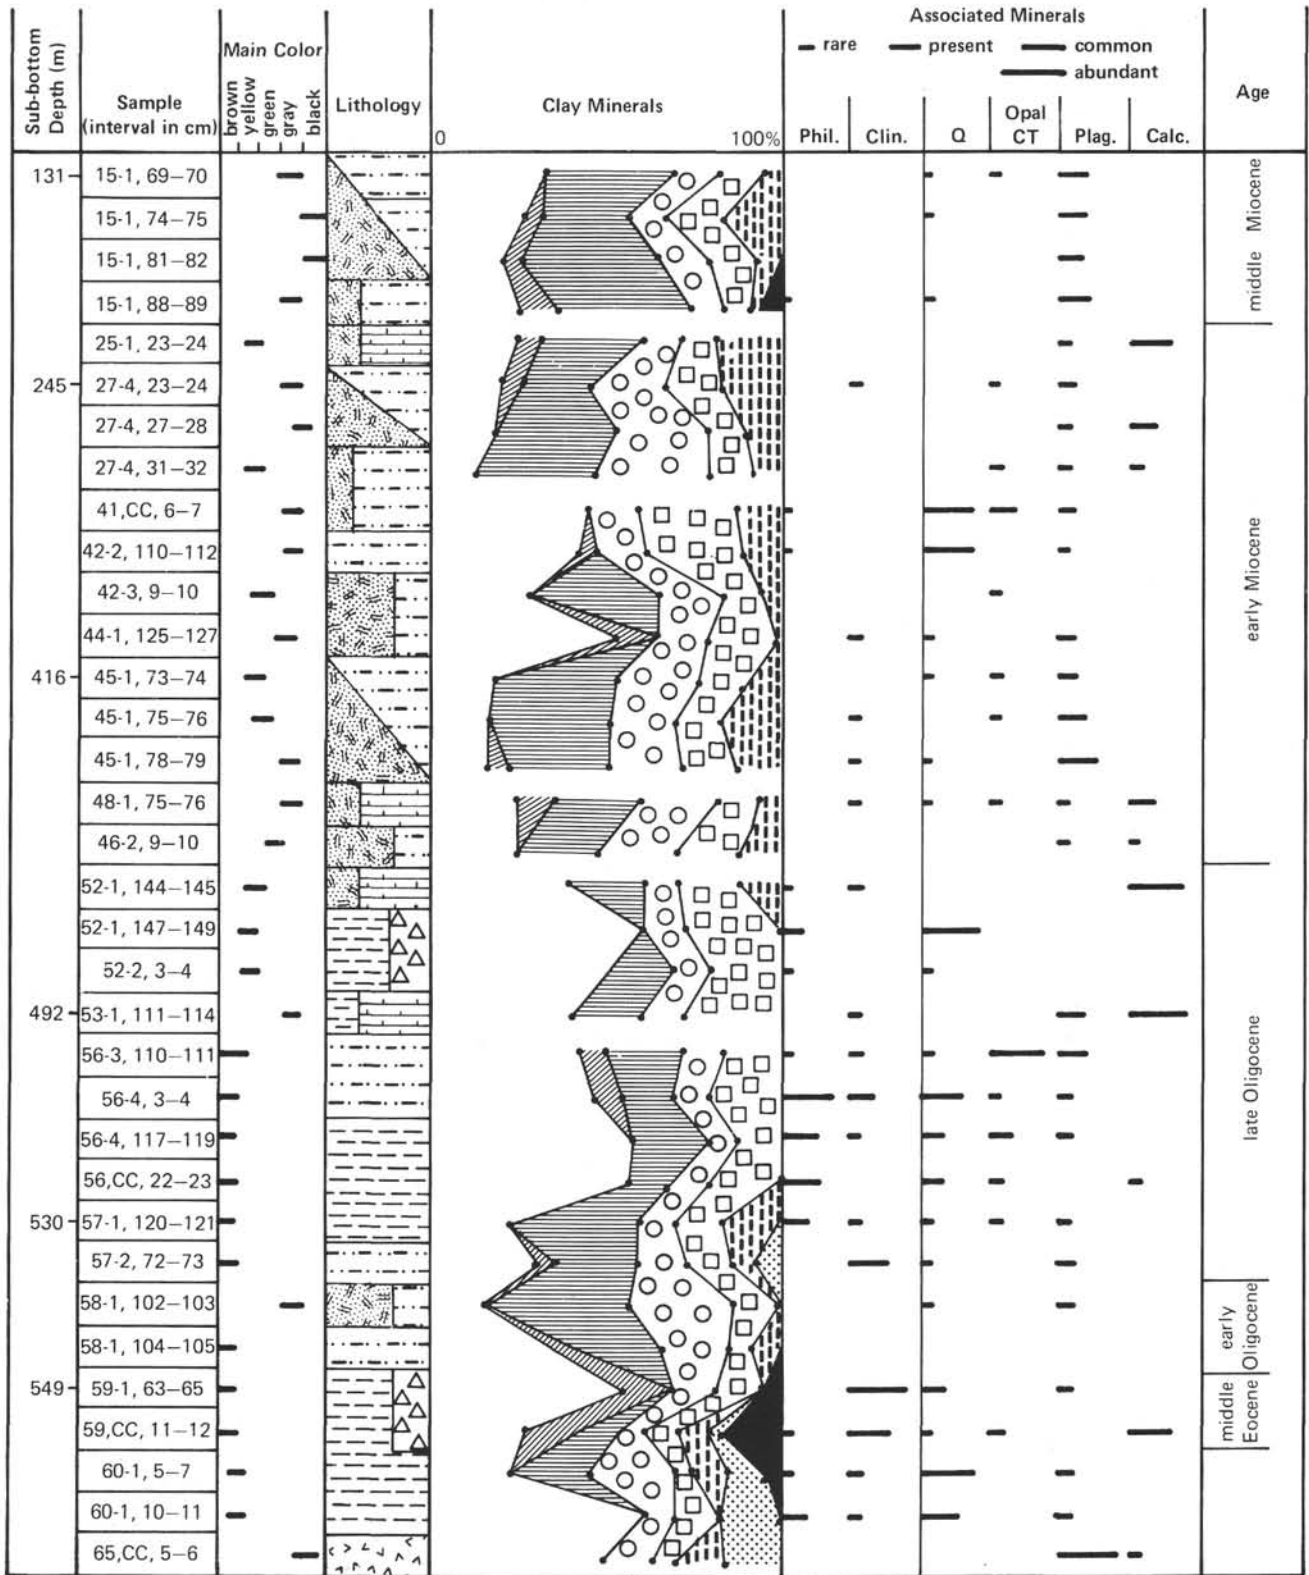 Associated Minerals
rare present common
abundant
Sub-bottom
Depth (m)
Sample
(interval in cm)
Main Color
brown
yellow
green
gray
black
Lithology
Clay Minerals
0 100%
Phil. Clin. Q Opal CT Plag. Calc.
Age
131 15-1, 69–70
15-1, 74–75
15-1, 81–82
15-1, 88–89
25-1, 23–24
245 27-4, 23–24
27-4, 27–28
27-4, 31–32
41,CC, 6–7
42-2, 110–112
42-3, 9–10
44-1, 125–127
416 45-1, 73–74
45-1, 75–76
45-1, 78–79
48-1, 75–76
46-2, 9–10
52-1, 144–145
52-1, 147–149
52-2, 3–4
492 53-1, 111–114
56-3, 110–111
56-4, 3–4
56-4, 117–119
56,CC, 22–23
530 57-1, 120–121
57-2, 72–73
58-1, 102–103
58-1, 104–105
549 59-1, 63–65
59,CC, 11–12
60-1, 5–7
60-1, 10–11
65,CC, 5–6
middle Miocene
early Miocene
late Oligocene
early
Oligocene
middle
Eocene